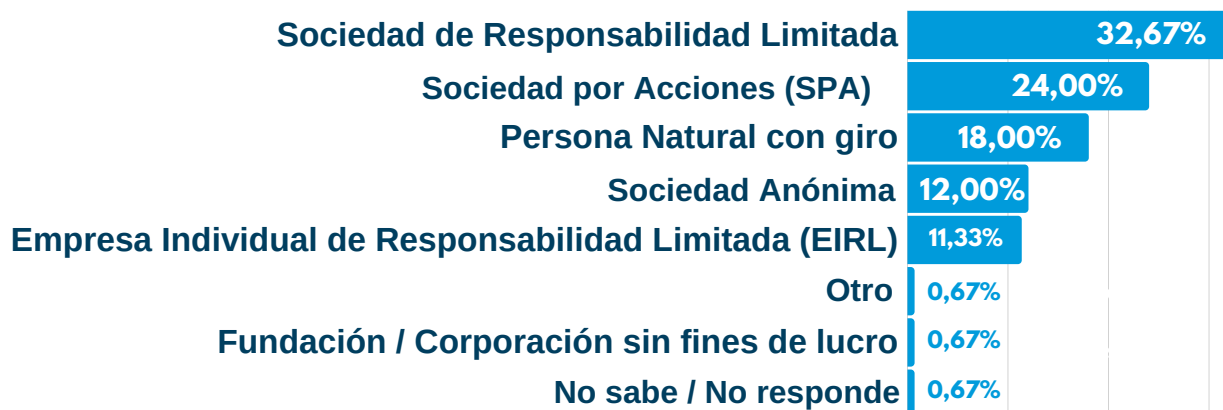 Sociedad de Responsabilidad Limitada 32,67%
Sociedad por Acciones (SPA) 24,00%
Persona Natural con giro 18,00%
Sociedad Anónima 12,00%
Empresa Individual de Responsabilidad Limitada (EIRL) 11,33%
Otro 0,67%
Fundación / Corporación sin fines de lucro 0,67%
No sabe / No responde 0,67%